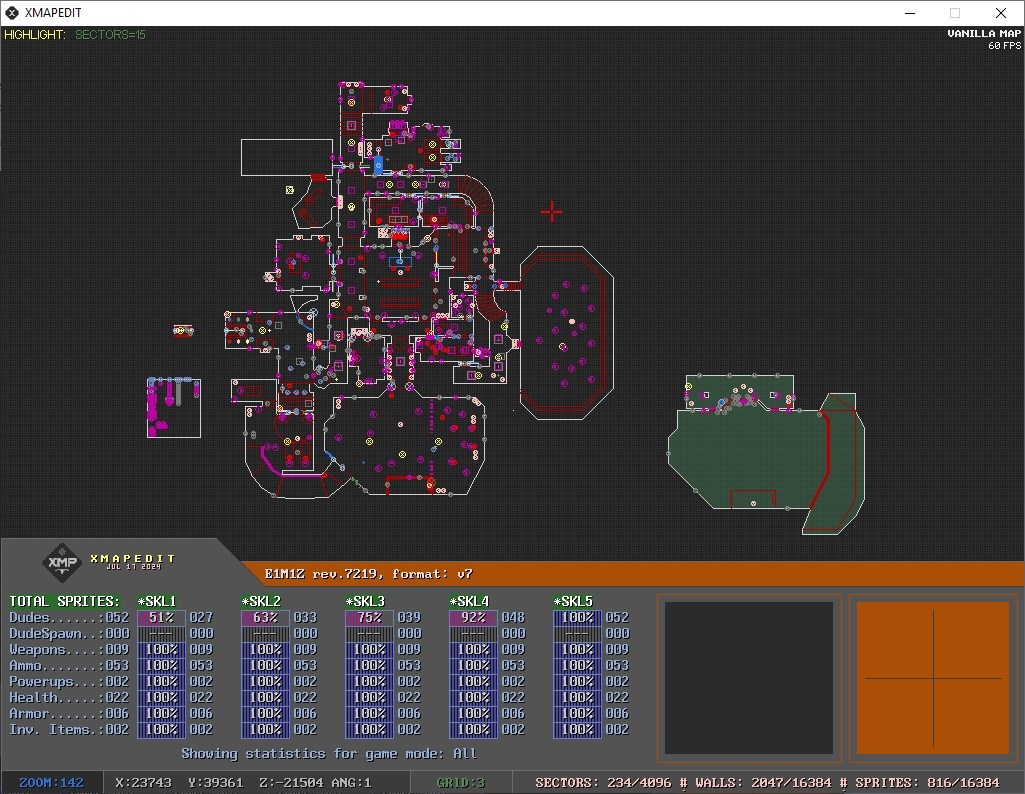 XMAPEDIT
HIGHLIGHT: SECTORS=15
VANILLA MAP
60 FPS
XMP
XMAPEDIT
JUL 17 2024
E1M1Z rev.7219, format: v7
TOTAL SPRITES: *SKL1 *SKL2 *SKL3 *SKL4 *SKL5
Dudes......:052 51% 027 63% 033 75% 039 92% 048 100% 052
DudeSpawn..:000 --- 000 --- 000 --- 000 --- 000 --- 000
Weapons....:009 100% 009 100% 009 100% 009 100% 009 100% 009
Ammo.......:053 100% 053 100% 053 100% 053 100% 053 100% 053
Powerups...:002 100% 002 100% 002 100% 002 100% 002 100% 002
Health.....:022 100% 022 100% 022 100% 022 100% 022 100% 022
Armor......:006 100% 006 100% 006 100% 006 100% 006 100% 006
Inv. Items.:002 100% 002 100% 002 100% 002 100% 002 100% 002
Showing statistics for game mode: All
ZOOM:142 X:23743 Y:39361 Z:-21504 ANG:1 GRID:3 SECTORS: 234/4096 # WALLS: 2047/16384 # SPRITES: 816/16384